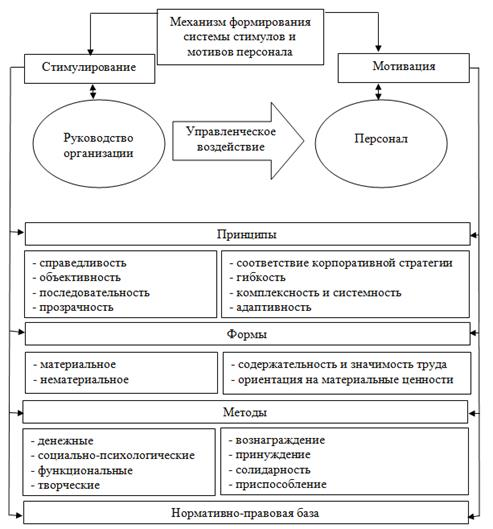 Механизм формирования
системы стимулов и
мотивов персонала
Стимулирование
Мотивация
Руководство
организации
Управленческое
воздействие
Персонал
Принципы
- справедливость
- объективность
- последовательность
- прозрачность
- соответствие корпоративной стратегии
- гибкость
- комплексность и системность
- адаптивность
Формы
- материальное
- нематериальное
- содержательность и значимость труда
- ориентация на материальные ценности
Методы
- денежные
- социально-психологические
- функциональные
- творческие
- вознаграждение
- принуждение
- солидарность
- приспособление
Нормативно-правовая база